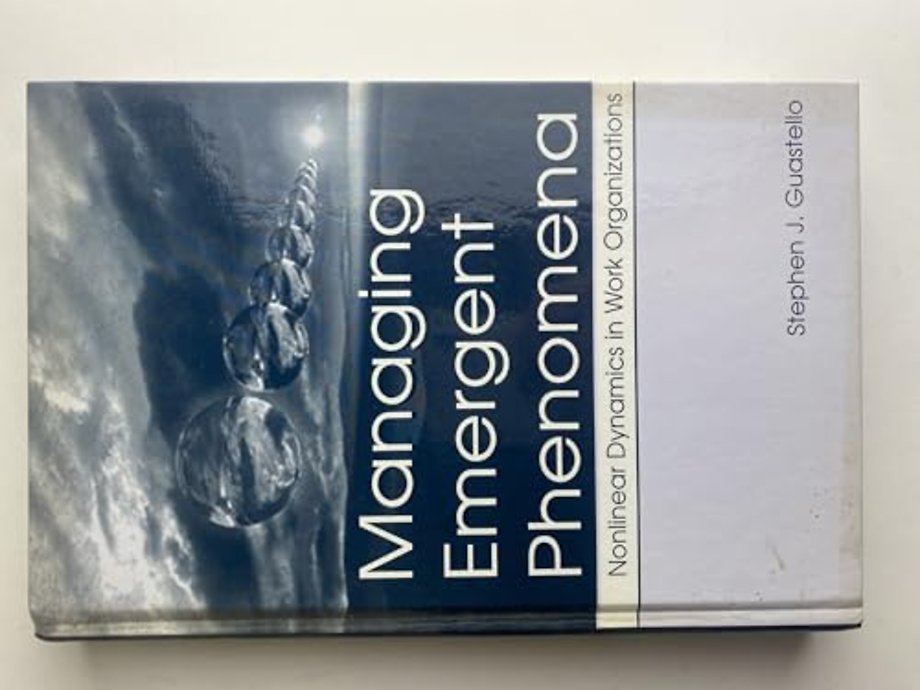 Managing
Emergent
Phenomena
Nonlinear Dynamics in Work Organizations
Stephen J. Guastello